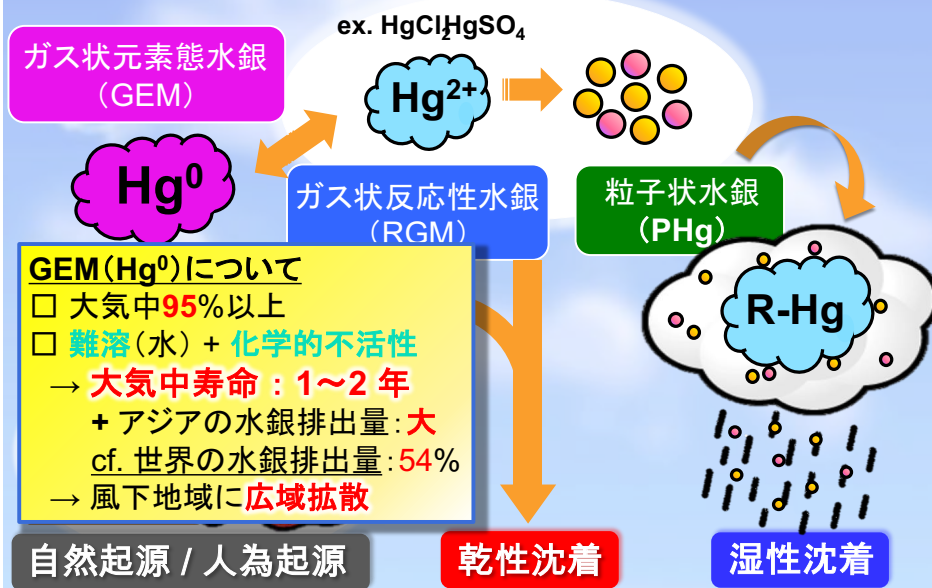 ex. HgCl2HgSO4
ガス状元素態水銀
（GEM）
Hg2+
Hg0
ガス状反応性水銀
（RGM）
粒子状水銀
（PHg）
R-Hg
GEM（Hg0）について
□ 大気中95％以上
□ 難溶（水）+ 化学的不活性
→ 大気中寿命：1～2 年
+ アジアの水銀排出量：大
cf. 世界の水銀排出量：54%
→ 風下地域に広域拡散
自然起源 / 人為起源
乾性沈着
湿性沈着